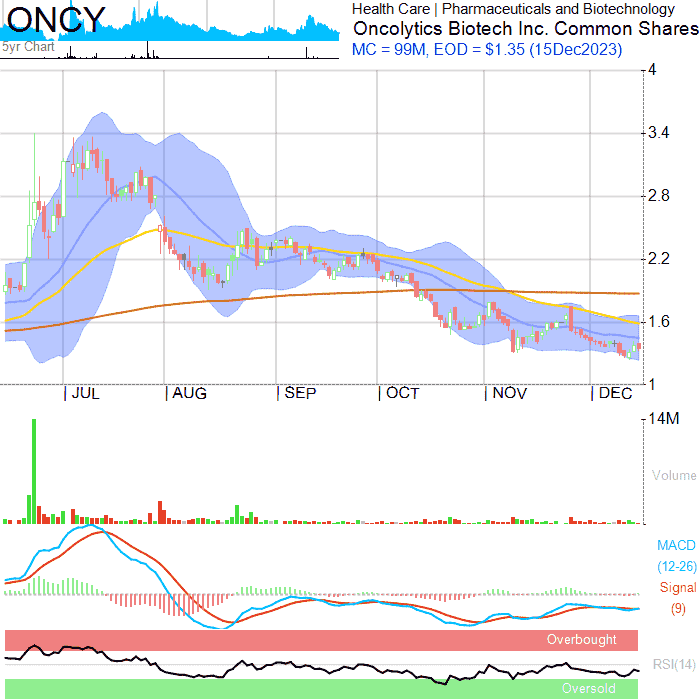 ONCY
5yr Chart
Health Care | Pharmaceuticals and Biotechnology
Oncolytics Biotech Inc. Common Shares
MC = 99M, EOD = $1.35 (15Dec2023)
4
3.4
2.8
2.2
1.6
1
JUL AUG SEP OCT NOV DEC
14M
Volume
MACD
(12-26)
Signal
(9)
Overbought
RSI(14)
Oversold